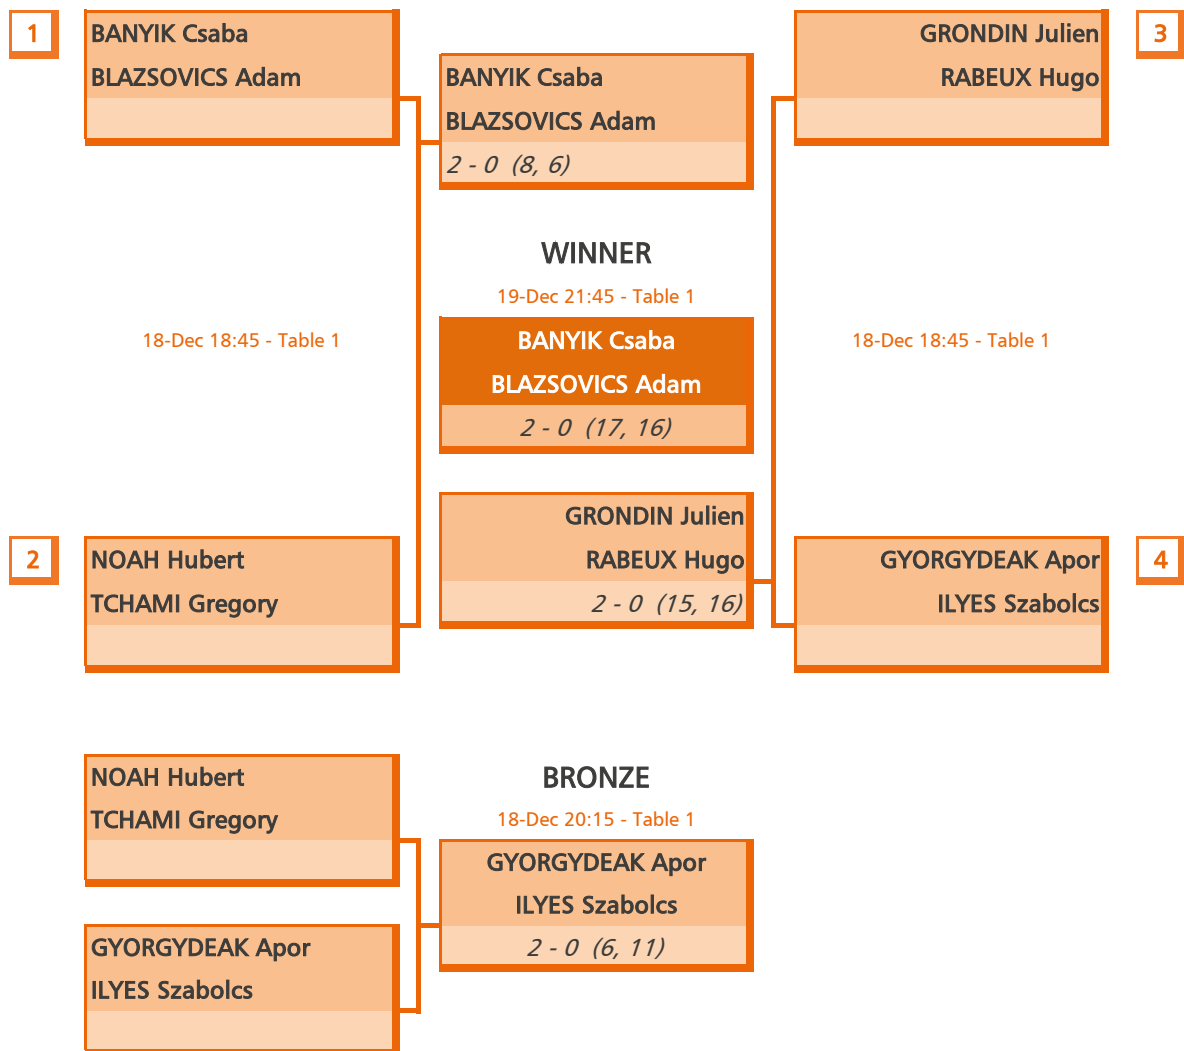 1
BANYIK Csaba
BLAZSOVICS Adam
BANYIK Csaba
BLAZSOVICS Adam
2 - 0 (8, 6)
GRONDIN Julien
RABEUX Hugo
3
WINNER
19-Dec 21:45 - Table 1
18-Dec 18:45 - Table 1
BANYIK Csaba
BLAZSOVICS Adam
2 - 0 (17, 16)
18-Dec 18:45 - Table 1
2
NOAH Hubert
TCHAMI Gregory
GRONDIN Julien
RABEUX Hugo
2 - 0 (15, 16)
GYORGYDEAK Apor
ILYES Szabolcs
4
NOAH Hubert
TCHAMI Gregory
BRONZE
18-Dec 20:15 - Table 1
GYORGYDEAK Apor
ILYES Szabolcs
2 - 0 (6, 11)
GYORGYDEAK Apor
ILYES Szabolcs